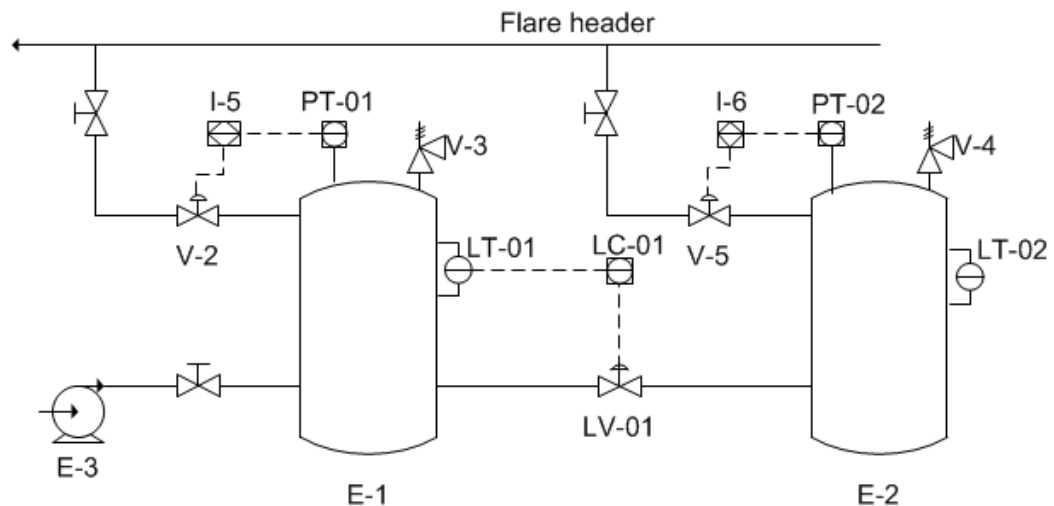 Flare header
I-5 PT-01 I-6 PT-02
V-3 V-4
LT-01 LC-01 LT-02
V-2 V-5
LV-01
E-3
E-1 E-2